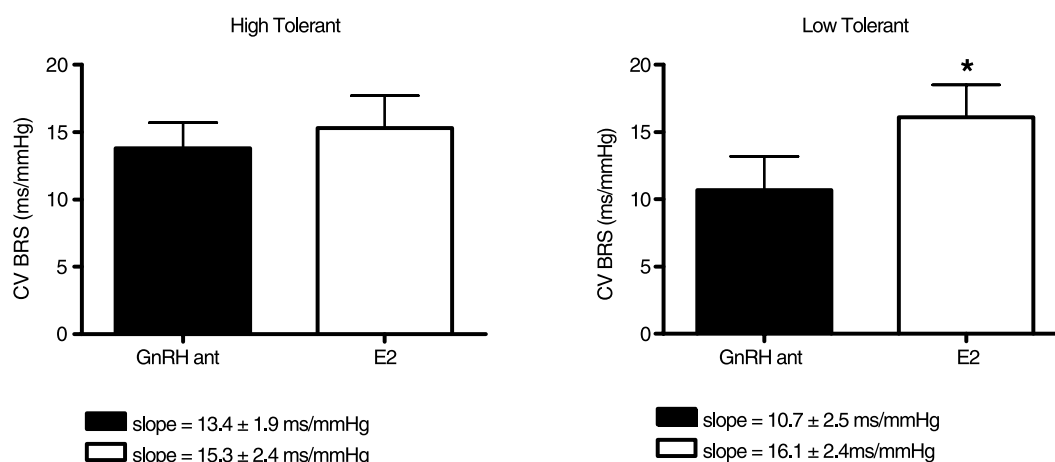 High Tolerant
CV BRS (ms/mmHg)
20
15
10
5
0
GnRH ant E2
slope = 13.4 ± 1.9 ms/mmHg
slope = 15.3 ± 2.4 ms/mmHg
Low Tolerant
CV BRS (ms/mmHg)
20
15
10
5
0
*
GnRH ant E2
slope = 10.7 ± 2.5 ms/mmHg
slope = 16.1 ± 2.4ms/mmHg